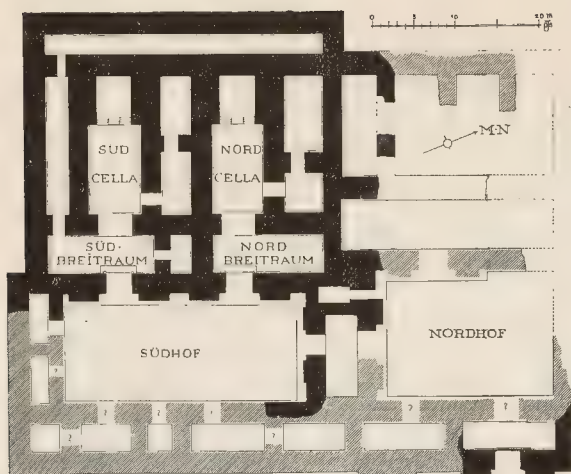 0 5 10 20 m
M·N
SÜD
CELLA
NORD
CELLA
SÜD-
BREITRAUM
NORD
BREITRAUM
SÜDHOF
NORDHOF
?
? ? ? ? ?
? ?